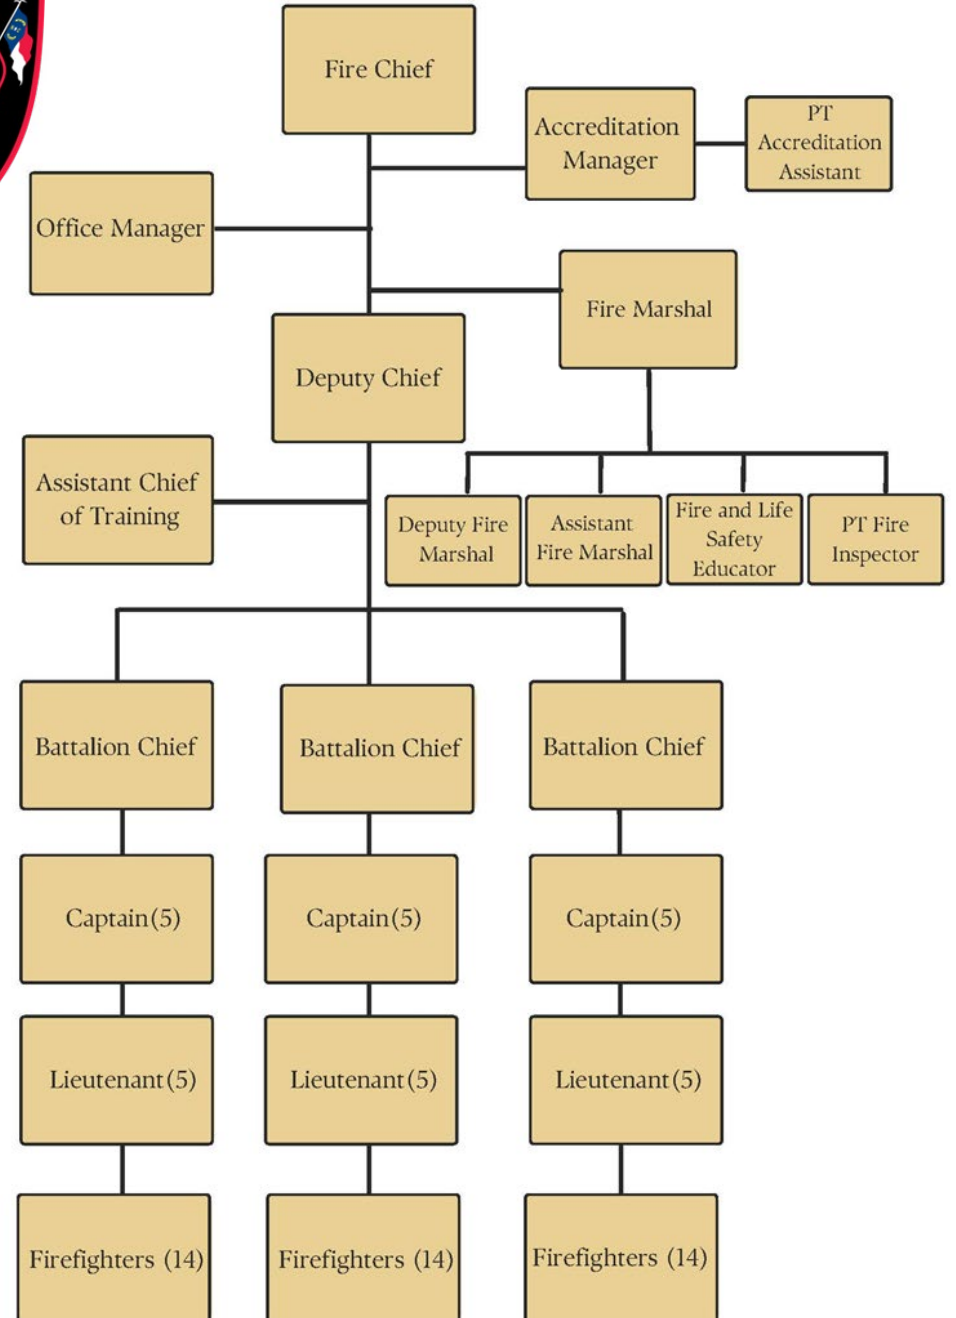 Fire Chief
Accreditation
Manager
PT
Accreditation
Assistant
Office Manager
Fire Marshal
Deputy Chief
Assistant Chief
of Training
Deputy Fire
Marshal
Assistant
Fire Marshal
Fire and Life
Safety
Educator
PT Fire
Inspector
Battalion Chief
Battalion Chief
Battalion Chief
Captain(5)
Captain(5)
Captain(5)
Lieutenant(5)
Lieutenant(5)
Lieutenant(5)
Firefighters (14)
Firefighters (14)
Firefighters (14)